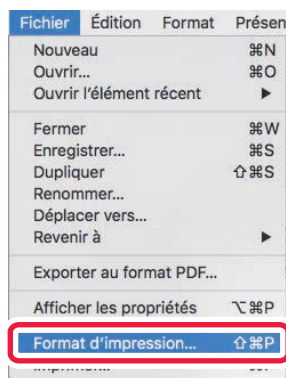 Fichier Édition Format Présen
Nouveau ⌘N
Ouvrir... ⌘O
Ouvrir l'élément récent ▶
Fermer ⌘W
Enregistrer... ⌘S
Dupliquer ⇧⌘S
Renommer...
Déplacer vers...
Revenir à ▶
Exporter au format PDF...
Afficher les propriétés ⌥⌘P
Format d'impression... ⇧⌘P